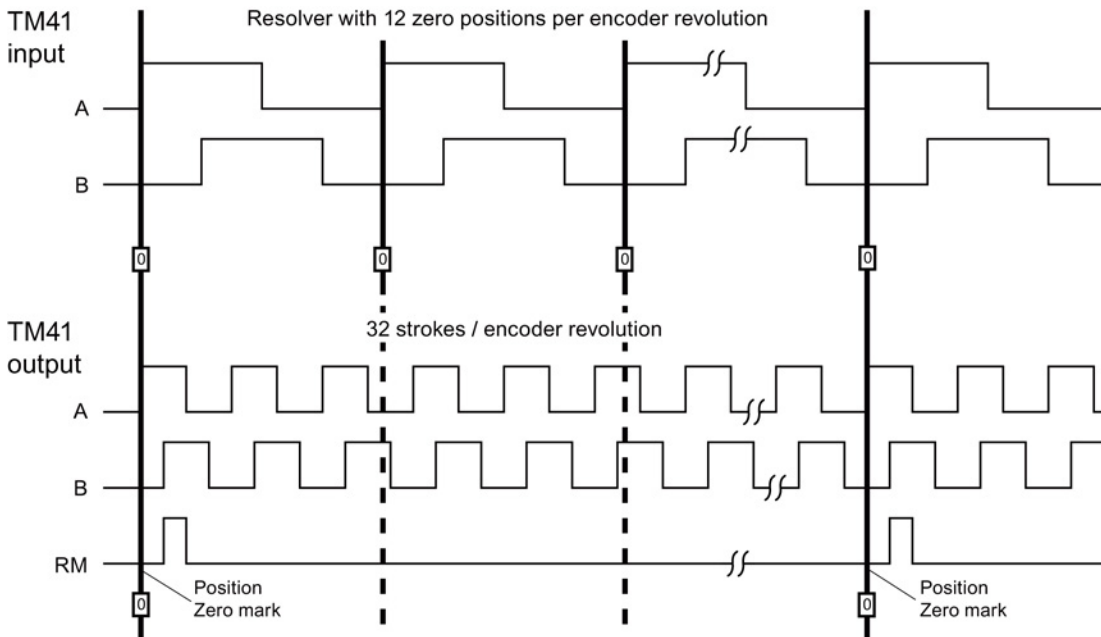 TM41
input
Resolver with 12 zero positions per encoder revolution
A
B
0
0
0
0
TM41
output
32 strokes / encoder revolution
A
B
RM
Position
Zero mark
0
Position
Zero mark
0